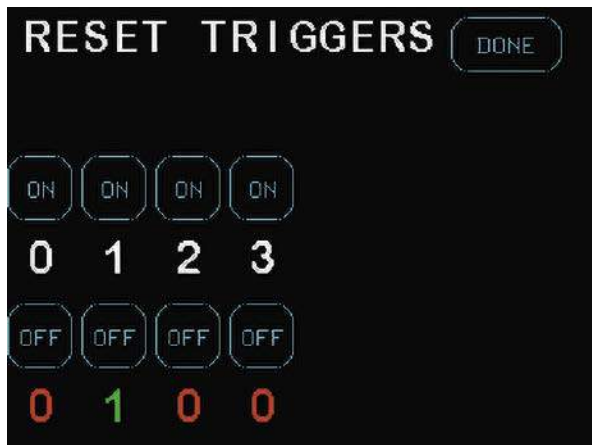 RESET TRIGGERS DONE
ON ON ON ON
0 1 2 3
OFF OFF OFF OFF
0 1 0 0